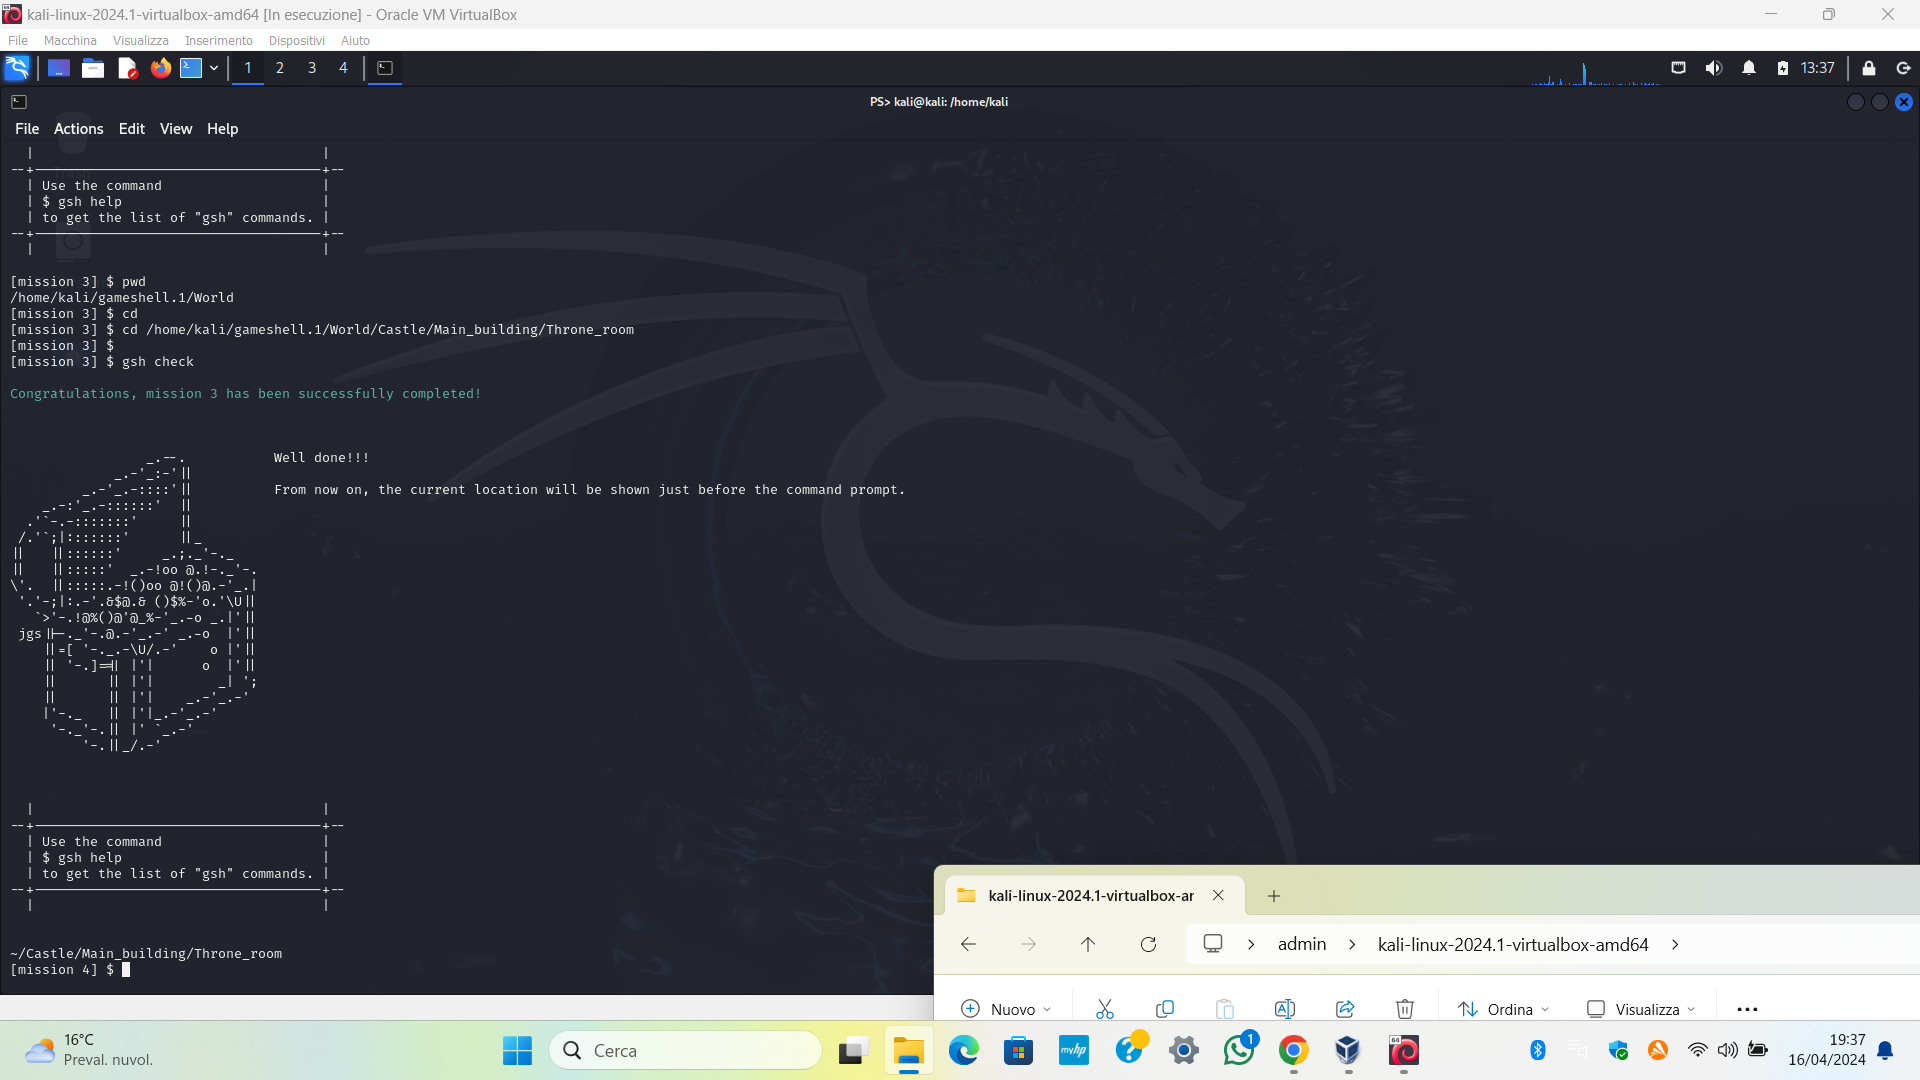 kali-linux-2024.1-virtualbox-amd64 [In esecuzione] - Oracle VM VirtualBox
File Macchina Visualizza Inserimento Dispositivi Aiuto
1 2 3 4 13:37
PS> kali@kali: /home/kali
File Actions Edit View Help
Use the command
$ gsh help
to get the list of "gsh" commands.
[mission 3] $ pwd
/home/kali/gameshell.1/World
[mission 3] $ cd
[mission 3] $ cd /home/kali/gameshell.1/World/Castle/Main_building/Throne_room
[mission 3] $
[mission 3] $ gsh check
Congratulations, mission 3 has been successfully completed!
Well done!!!
From now on, the current location will be shown just before the command prompt.
jgs
Use the command
$ gsh help
to get the list of "gsh" commands.
~/Castle/Main_building/Throne_room
[mission 4] $
kali-linux-2024.1-virtualbox-ar
admin > kali-linux-2024.1-virtualbox-amd64 >
Nuovo Ordina Visualizza
16°C
Preval. nuvol.
Cerca
myhp
1
64
19:37
16/04/2024